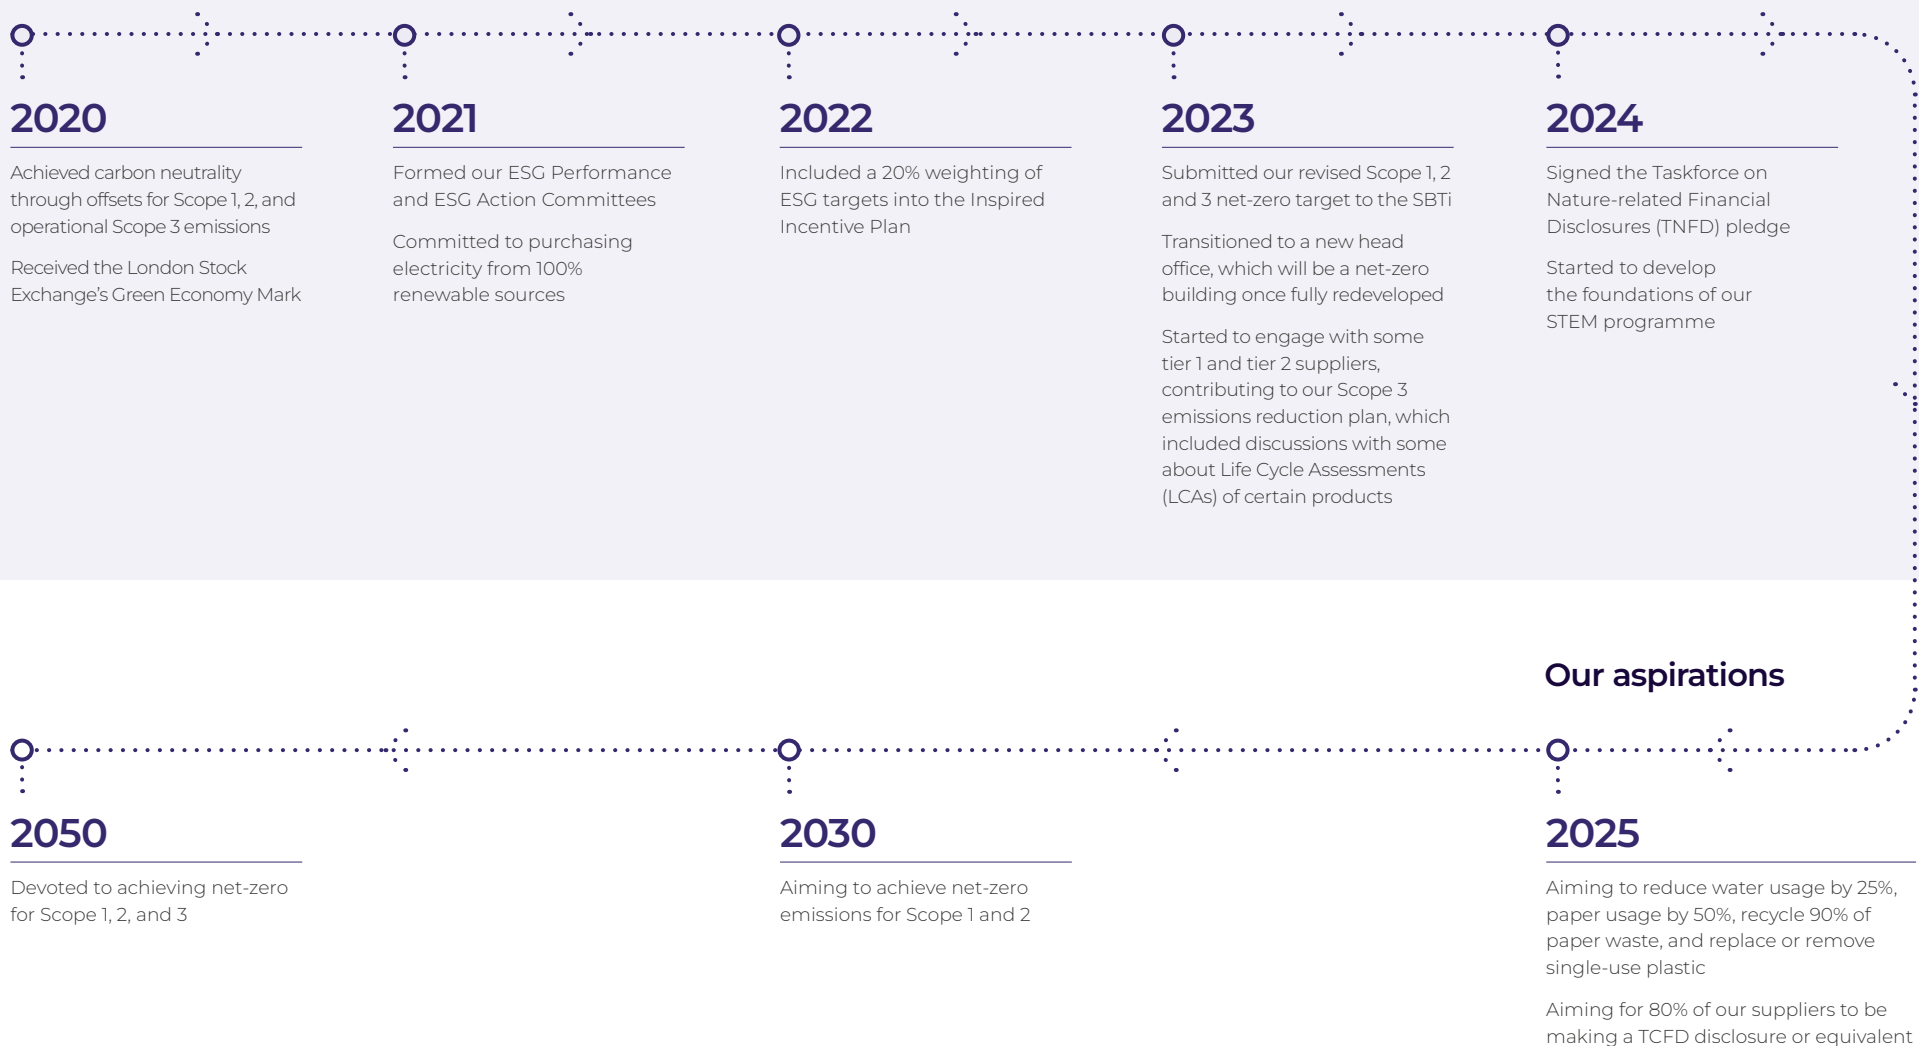 2020
Achieved carbon neutrality
through offsets for Scope 1, 2, and
operational Scope 3 emissions
Received the London Stock
Exchange's Green Economy Mark
2021
Formed our ESG Performance
and ESG Action Committees
Committed to purchasing
electricity from 100%
renewable sources
2022
Included a 20% weighting of
ESG targets into the Inspired
Incentive Plan
2023
Submitted our revised Scope 1, 2
and 3 net-zero target to the SBTi
Transitioned to a new head
office, which will be a net-zero
building once fully redeveloped
Started to engage with some
tier 1 and tier 2 suppliers,
contributing to our Scope 3
emissions reduction plan, which
included discussions with some
about Life Cycle Assessments
(LCAs) of certain products
2024
Signed the Taskforce on
Nature-related Financial
Disclosures (TNFD) pledge
Started to develop
the foundations of our
STEM programme
Our aspirations
2025
Aiming to reduce water usage by 25%,
paper usage by 50%, recycle 90% of
paper waste, and replace or remove
single-use plastic
Aiming for 80% of our suppliers to be
making a TCFD disclosure or equivalent
2030
Aiming to achieve net-zero
emissions for Scope 1 and 2
2050
Devoted to achieving net-zero
for Scope 1, 2, and 3